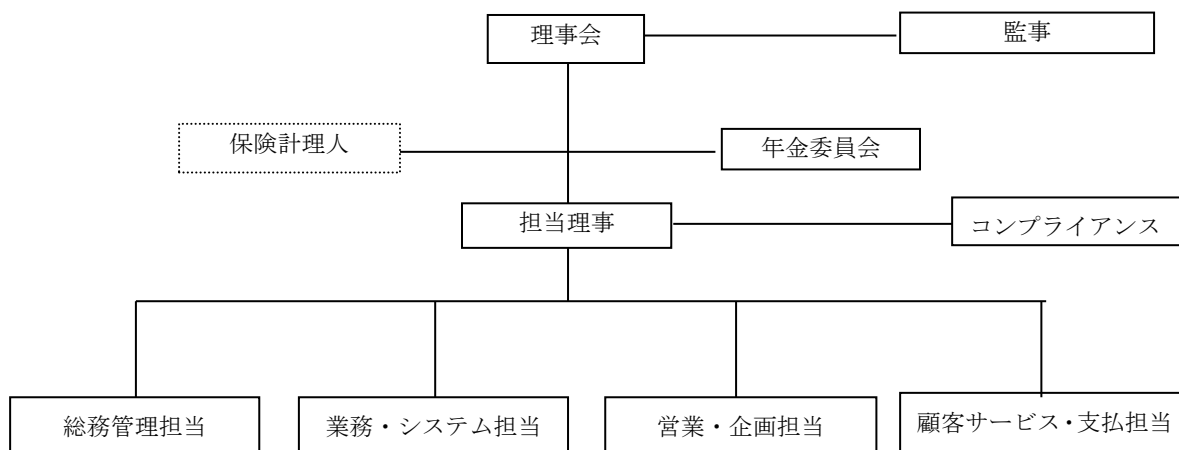 理事会
監事
保険計理人
年金委員会
担当理事
コンプライアンス
総務管理担当
業務・システム担当
営業・企画担当
顧客サービス・支払担当